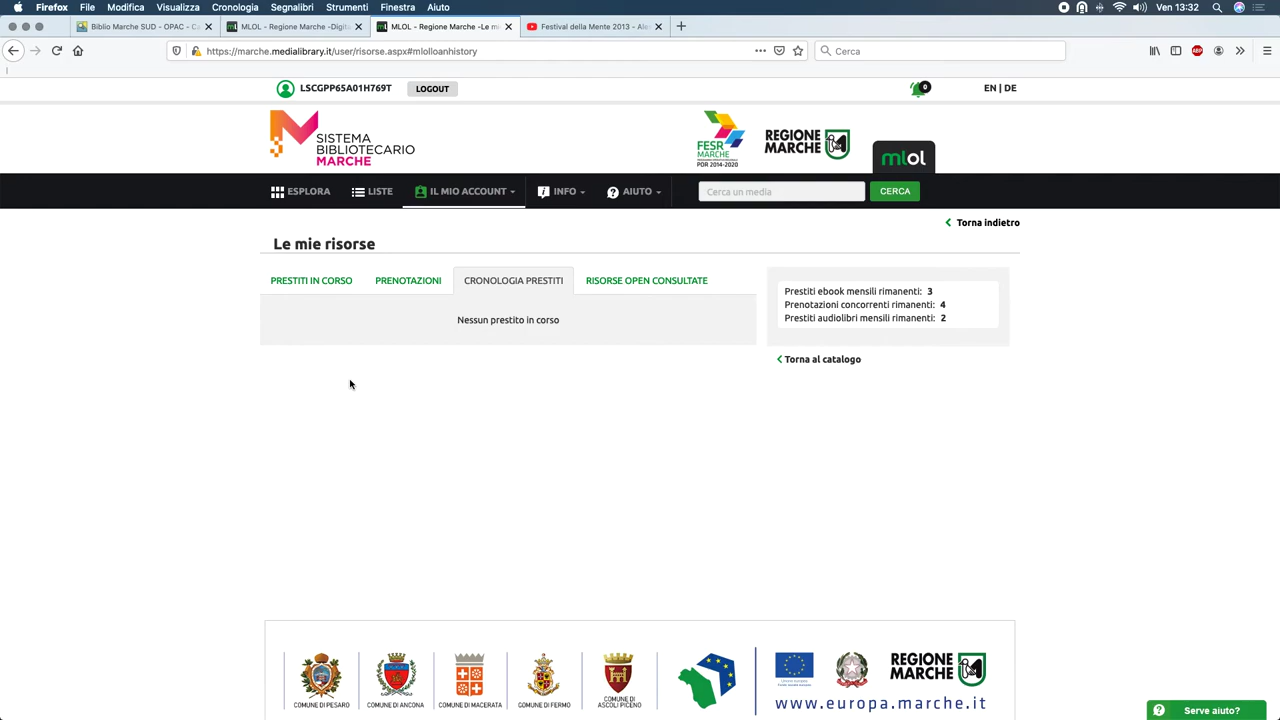 Firefox File Modifica Visualizza Cronologia Segnalibri Strumenti Finestra Aiuto Ven 13:32
Biblio Marche SUD - OPAC - Ca MLOL - Regione Marche -Digita MLOL - Regione Marche -Le mi Festival della Mente 2013 - Ale
https://marche.medialibrary.it/user/risorse.aspx#mlolloanhistory Cerca ABP
LSCGPP65A01H769T LOGOUT 0 EN | DE
SISTEMA
BIBLIOTECARIO
MARCHE
FESR
MARCHE
POR 2014-2020
REGIONE
MARCHE
mlol
ESPLORA LISTE IL MIO ACCOUNT INFO AIUTO Cerca un media CERCA
Torna indietro
Le mie risorse
PRESTITI IN CORSO PRENOTAZIONI CRONOLOGIA PRESTITI RISORSE OPEN CONSULTATE
Nessun prestito in corso
Prestiti ebook mensili rimanenti: 3
Prenotazioni concorrenti rimanenti: 4
Prestiti audiolibri mensili rimanenti: 2
Torna al catalogo
COMUNE DI PESARO COMUNE DI ANCONA COMUNE DI MACERATA COMUNE DI FERMO COMUNE DI
ASCOLI PICENO
REGIONE
MARCHE
www.europa.marche.it
Serve aiuto?